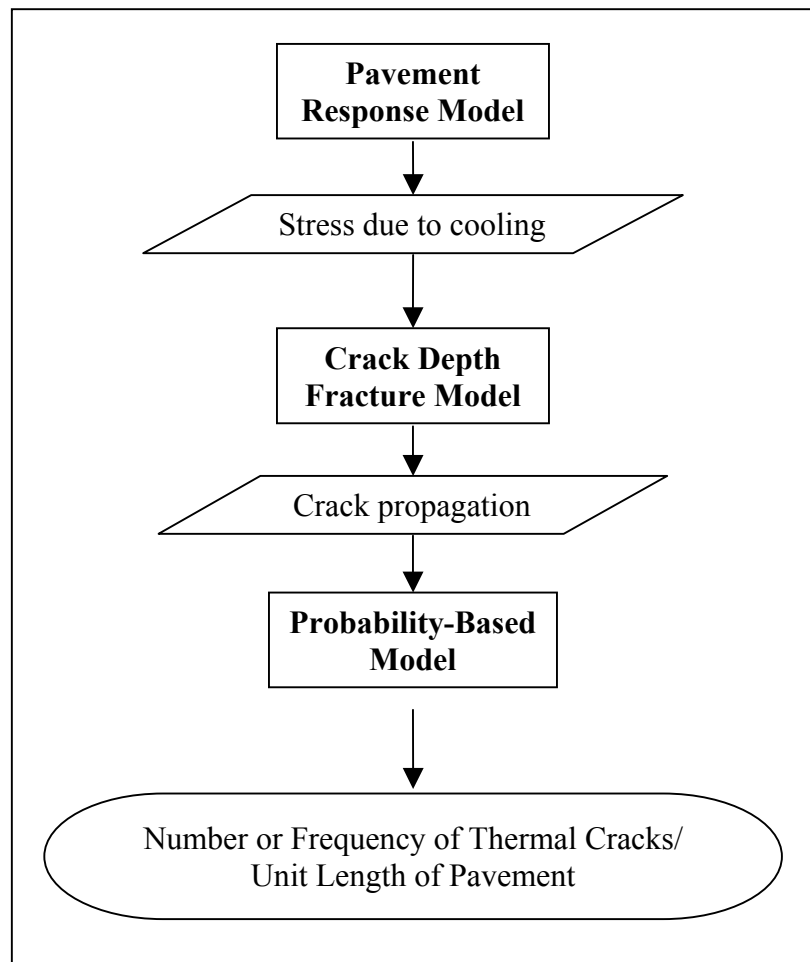 Pavement
Response Model
Stress due to cooling
Crack Depth
Fracture Model
Crack propagation
Probability-Based
Model
Number or Frequency of Thermal Cracks/
Unit Length of Pavement